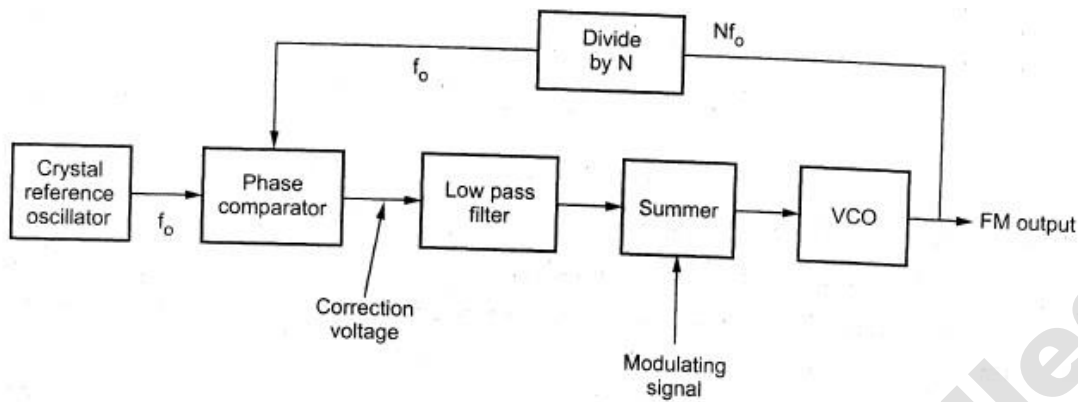 Divide
by N
Nfo
fo
Crystal
reference
oscillator
fo
Phase
comparator
Low pass
filter
Summer
VCO
FM output
Correction
voltage
Modulating
signal